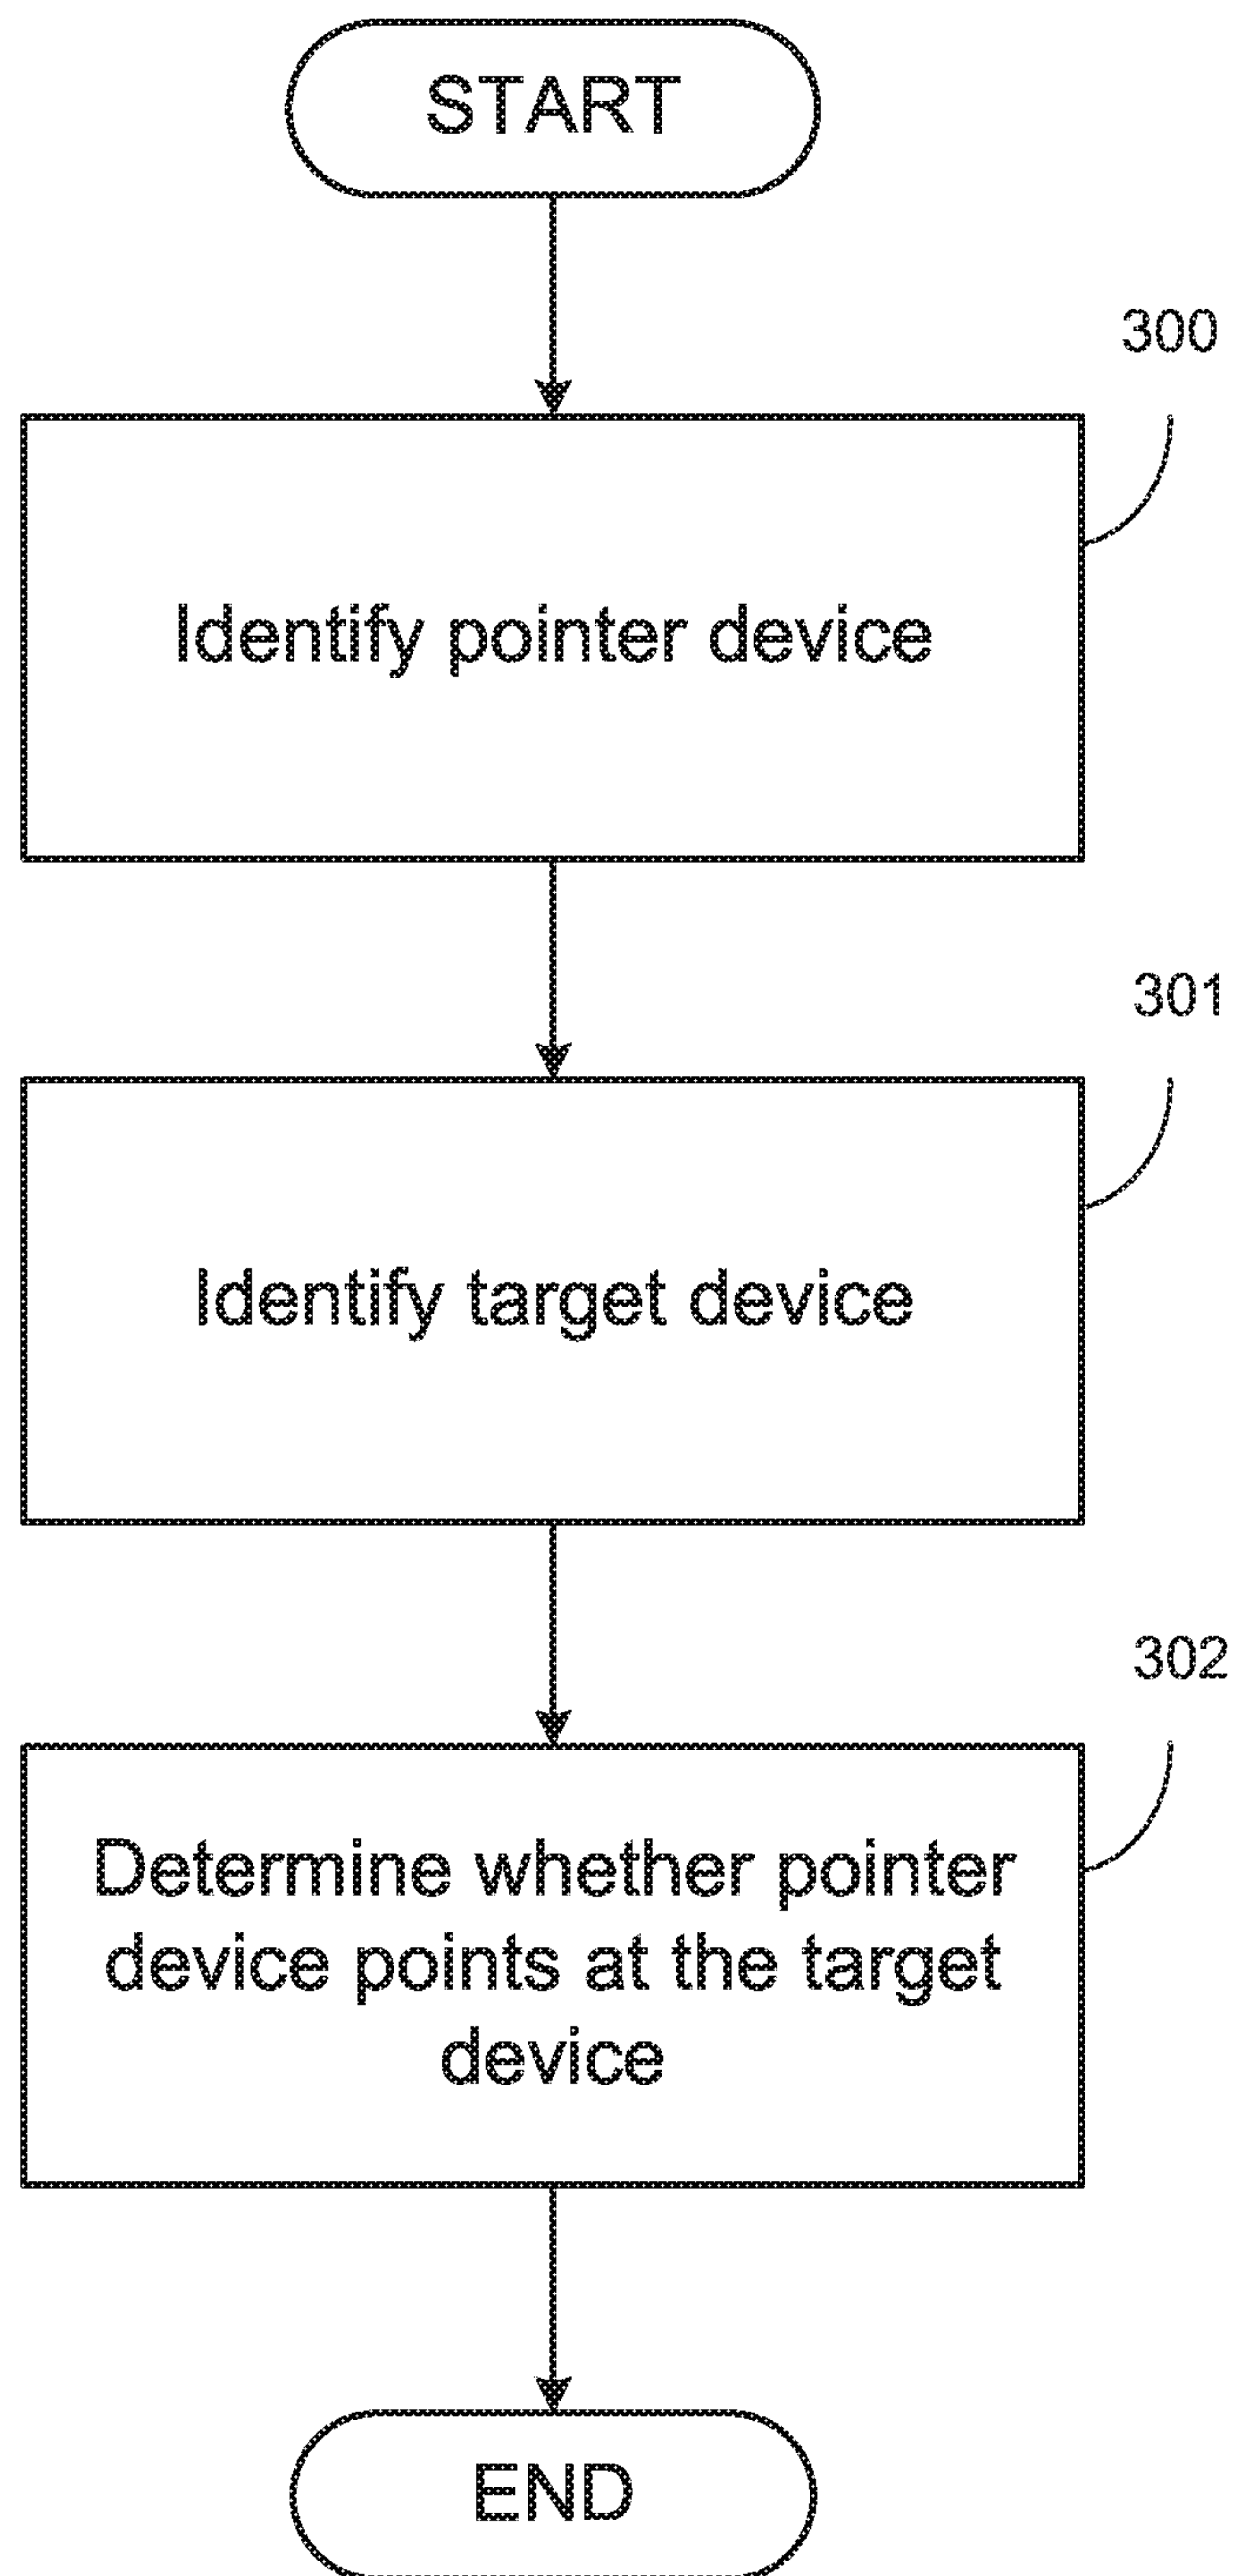 START
300
Identify pointer device
301
Identify target device
302
Determine whether pointer
device points at the target
device
END